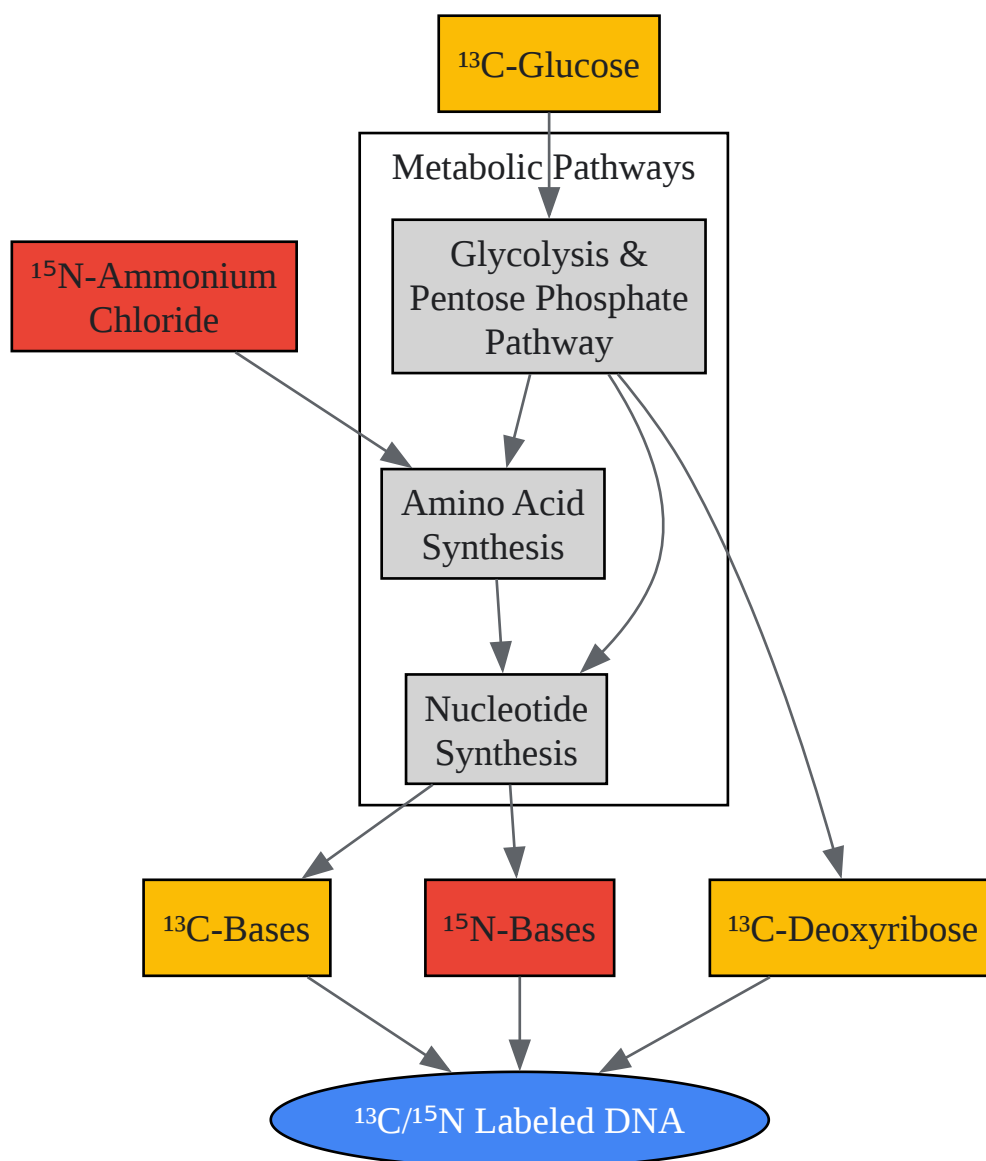 ¹³C-Glucose
Metabolic Pathways
Glycolysis &
Pentose Phosphate
Pathway
¹⁵N-Ammonium
Chloride
Amino Acid
Synthesis
Nucleotide
Synthesis
¹³C-Bases
¹⁵N-Bases
¹³C-Deoxyribose
¹³C/¹⁵N Labeled DNA